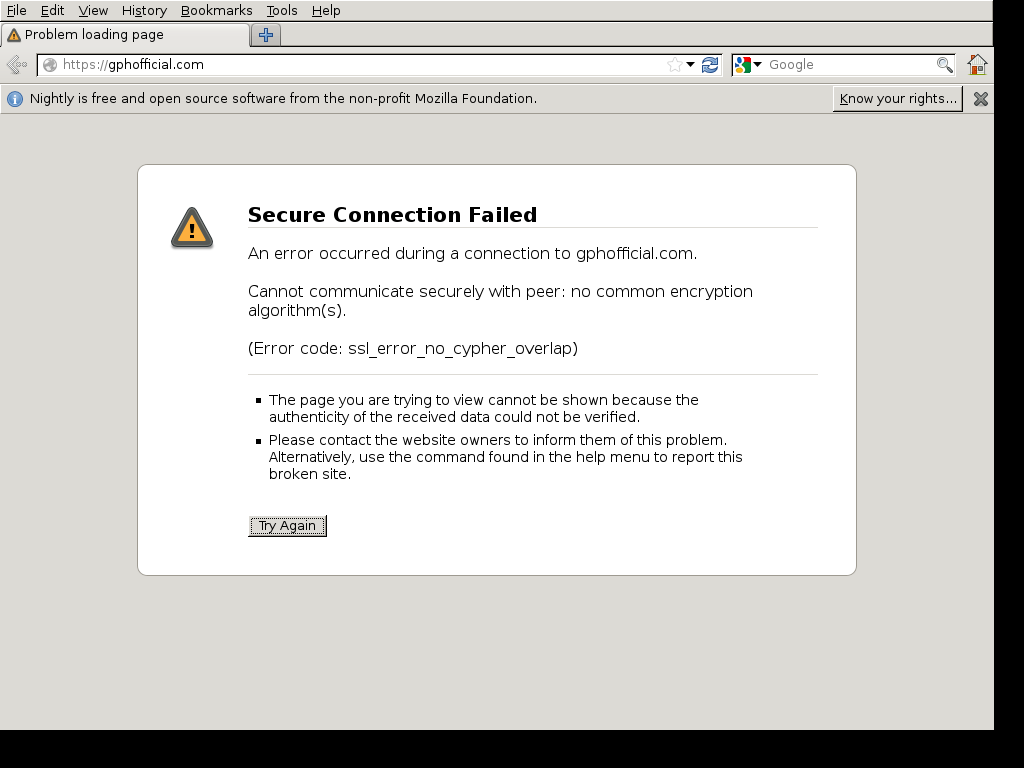 File Edit View History Bookmarks Tools Help
Problem loading page
https://gphofficial.com
Google
Nightly is free and open source software from the non-profit Mozilla Foundation.
Know your rights...
Secure Connection Failed
An error occurred during a connection to gphofficial.com.
Cannot communicate securely with peer: no common encryption
algorithm(s).
(Error code: ssl_error_no_cypher_overlap)
The page you are trying to view cannot be shown because the
authenticity of the received data could not be verified.
Please contact the website owners to inform them of this problem.
Alternatively, use the command found in the help menu to report this
broken site.
Try Again